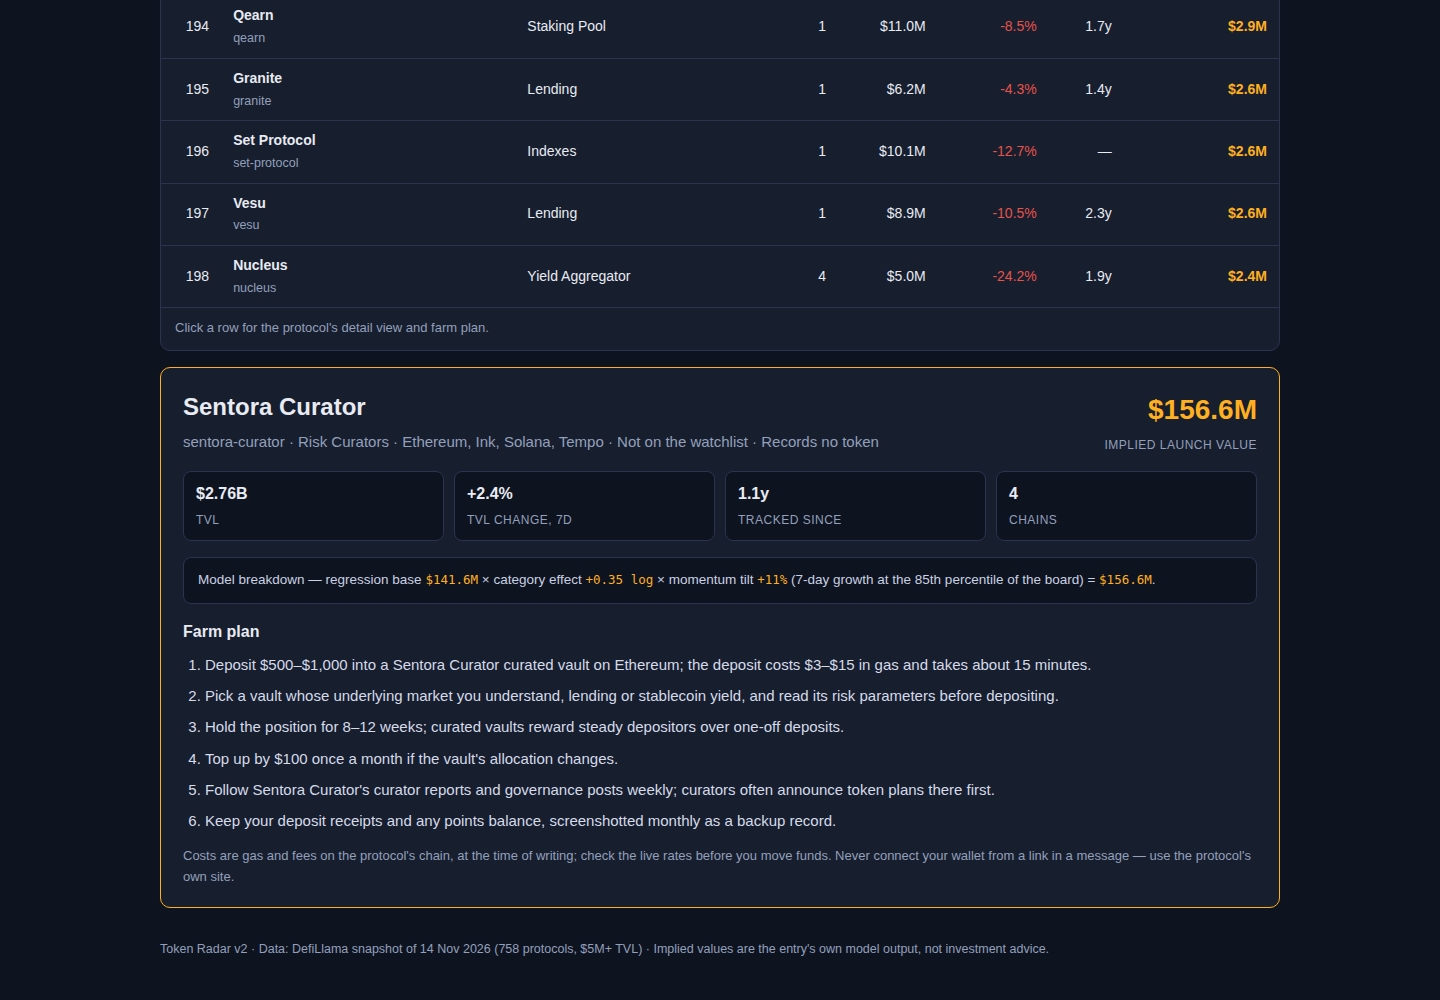 194 Qearn Staking Pool 1 $11.0M -8.5% 1.7y $2.9M
qearn
195 Granite Lending 1 $6.2M -4.3% 1.4y $2.6M
granite
196 Set Protocol Indexes 1 $10.1M -12.7% — $2.6M
set-protocol
197 Vesu Lending 1 $8.9M -10.5% 2.3y $2.6M
vesu
198 Nucleus Yield Aggregator 4 $5.0M -24.2% 1.9y $2.4M
nucleus
Click a row for the protocol's detail view and farm plan.
Sentora Curator
$156.6M
sentora-curator · Risk Curators · Ethereum, Ink, Solana, Tempo · Not on the watchlist · Records no token
IMPLIED LAUNCH VALUE
$2.76B
TVL
+2.4%
TVL CHANGE, 7D
1.1y
TRACKED SINCE
4
CHAINS
Model breakdown — regression base $141.6M × category effect +0.35 log × momentum tilt +11% (7-day growth at the 85th percentile of the board) = $156.6M.
Farm plan
1. Deposit $500–$1,000 into a Sentora Curator curated vault on Ethereum; the deposit costs $3–$15 in gas and takes about 15 minutes.
2. Pick a vault whose underlying market you understand, lending or stablecoin yield, and read its risk parameters before depositing.
3. Hold the position for 8–12 weeks; curated vaults reward steady depositors over one-off deposits.
4. Top up by $100 once a month if the vault's allocation changes.
5. Follow Sentora Curator's curator reports and governance posts weekly; curators often announce token plans there first.
6. Keep your deposit receipts and any points balance, screenshotted monthly as a backup record.
Costs are gas and fees on the protocol's chain, at the time of writing; check the live rates before you move funds. Never connect your wallet from a link in a message — use the protocol's
own site.
Token Radar v2 · Data: DefiLlama snapshot of 14 Nov 2026 (758 protocols, $5M+ TVL) · Implied values are the entry's own model output, not investment advice.